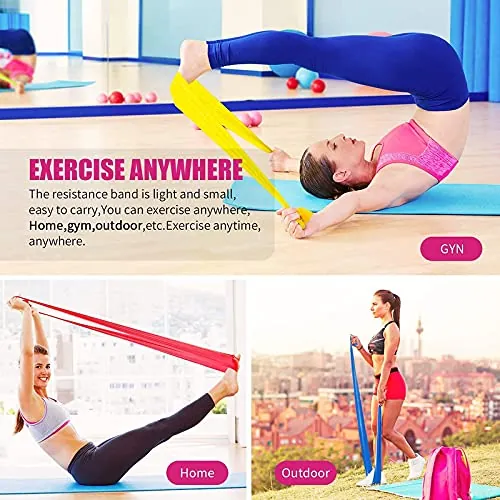 EXERCISE ANYWHERE
The resistance band is light and small,
easy to carry,You can exercise anywhere,
Home,gym,outdoor,etc.Exercise anytime,
anywhere.
GYN
Home
Outdoor